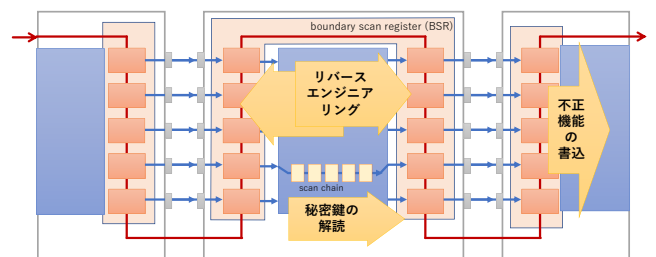 boundary scan register (BSR)
リバース
エンジニア
リング
不正
機能
の
書込
scan chain
秘密鍵の
解読